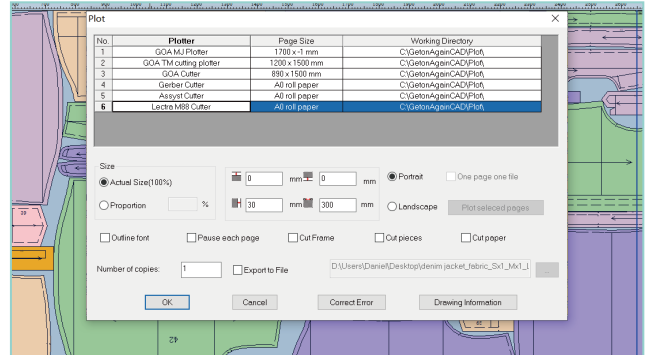 Plot
No. Plotter Page Size Working Directory
1 GOA MJ Plotter 1700 x -1 mm C:\GetonAgainCAD\Plot\
2 GOA TM cutting plotter 1200 x 1500 mm C:\GetonAgainCAD\Plot\
3 GOA Cutter 890 x 1500 mm C:\GetonAgainCAD\Plot\
4 Gerber Cutter A0 roll paper C:\GetonAgainCAD\Plot\
5 Assyst Cutter A0 roll paper C:\GetonAgainCAD\Plot\
6 Lectra M88 Cutter A0 roll paper C:\GetonAgainCAD\Plot\
Size
Actual Size(100%) 0 mm 0 mm Portrait One page one file
Proportion % 30 mm 300 mm Landscape Plot seleced pages
Outline font Pause each page Cut Frame Cut pieces Cut paper
Number of copies: 1 Export to File D:\Users\Daniel\Desktop\denim jacket_fabric_Sx1_Mx1_L ...
OK Cancel Correct Error Drawing Information
42